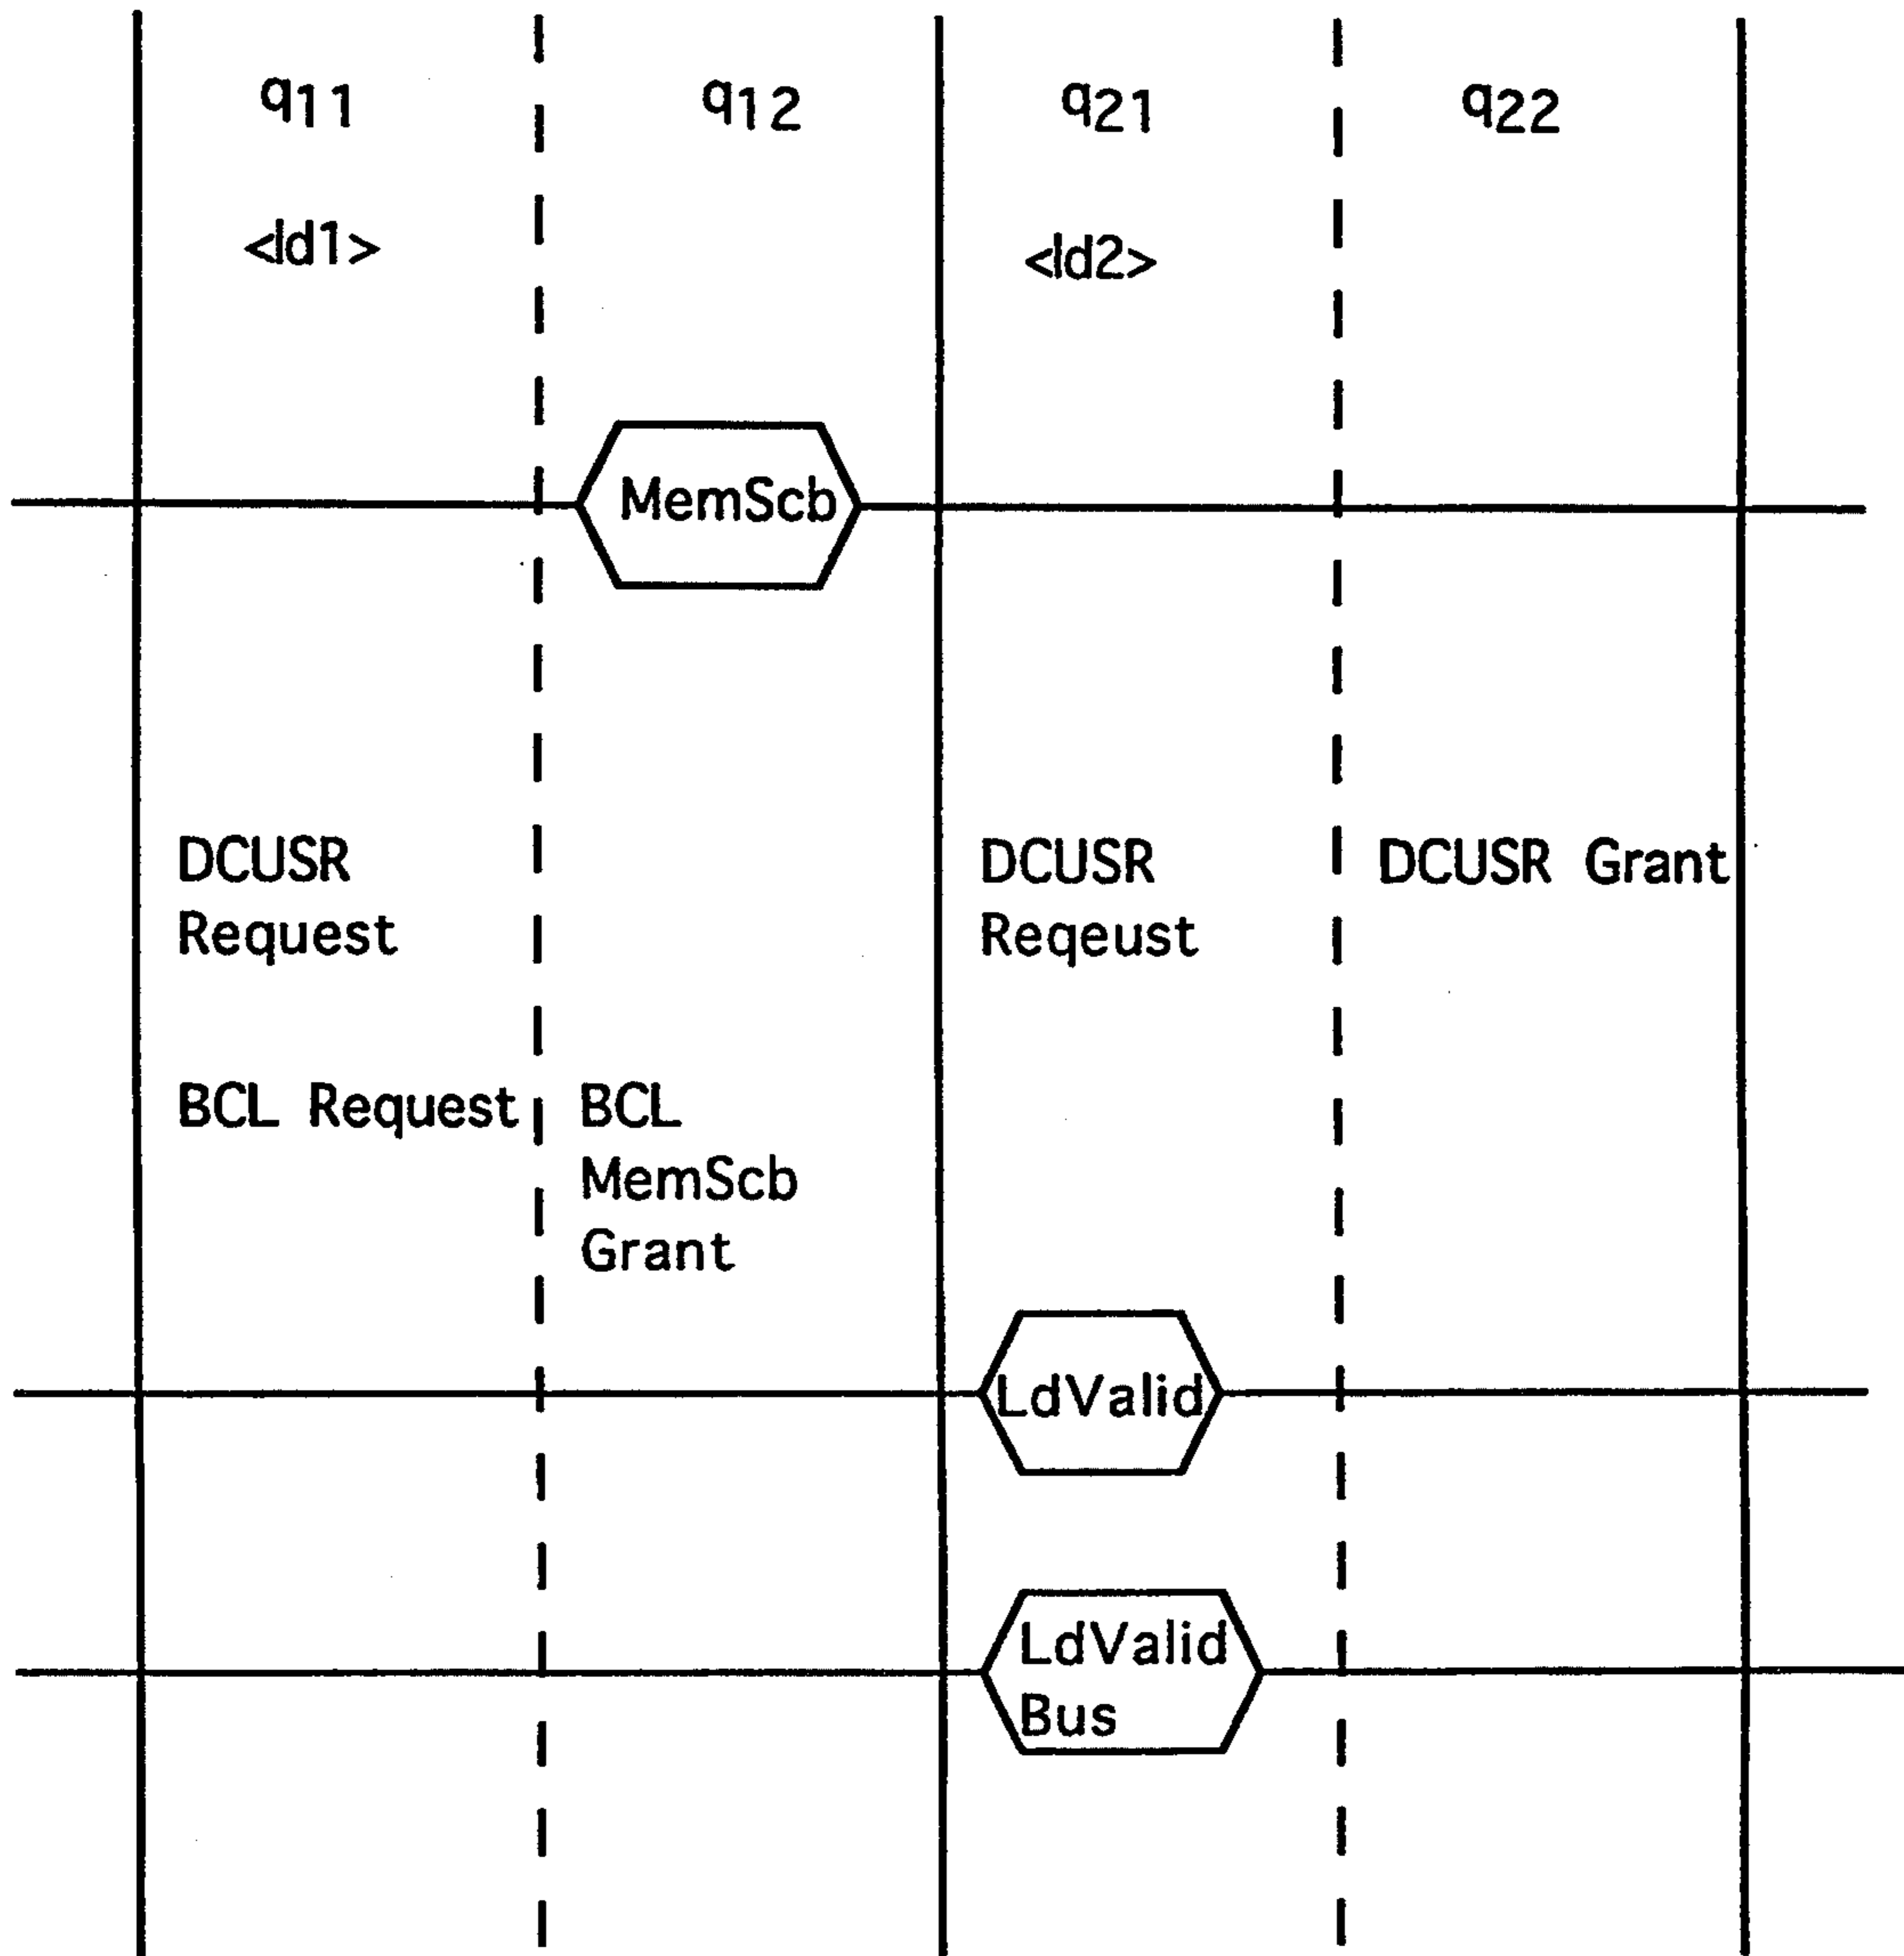 q11 q12 q21 q22
<ld1> <ld2>
MemScb
DCUSR DCUSR DCUSR Grant
Request Reqeust
BCL Request BCL
MemScb
Grant
LdValid
LdValid
Bus